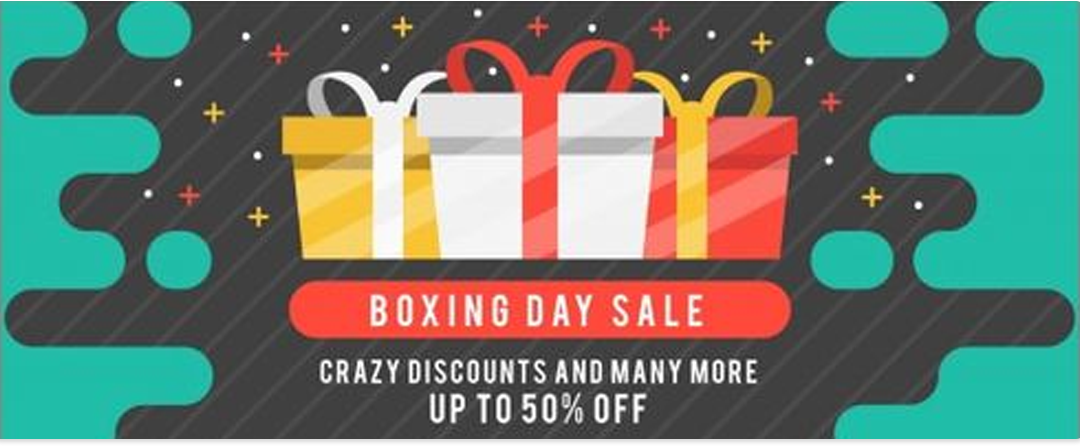 BOXING DAY SALE
CRAZY DISCOUNTS AND MANY MORE
UP TO 50% OFF